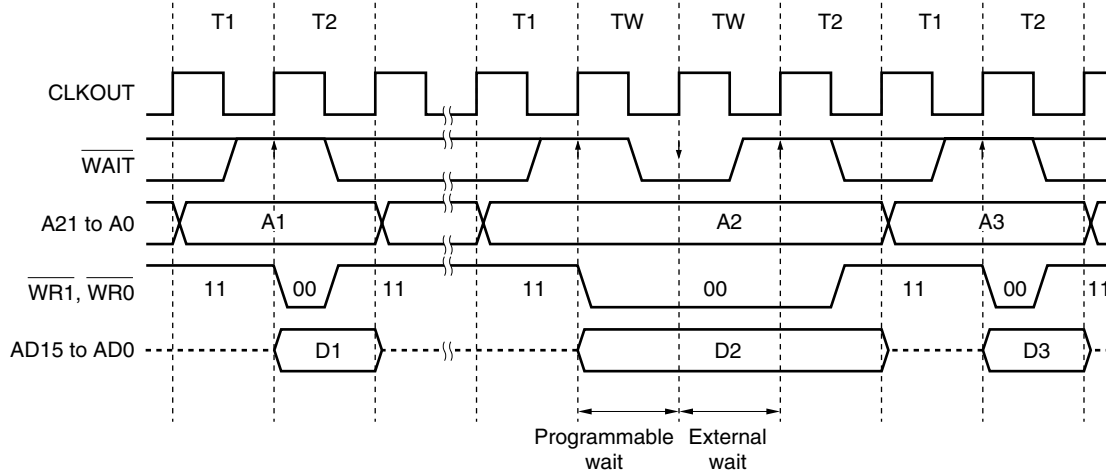 T1 T2 T1 TW TW T2 T1 T2
CLKOUT
WAIT
A21 to A0 A1 A2 A3
WR1, WR0 11 00 11 11 00 11 00 11
AD15 to AD0 D1 D2 D3
Programmable wait
External wait